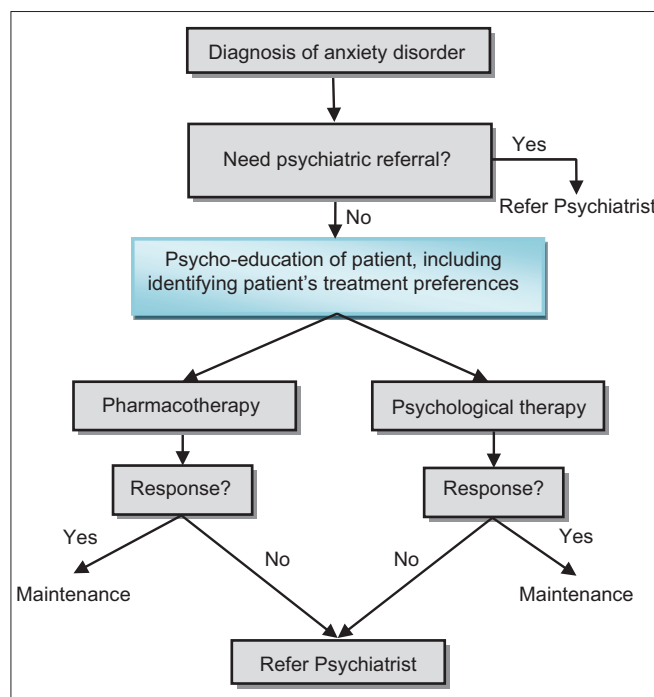 Diagnosis of anxiety disorder
Need psychiatric referral?
Yes
Refer Psychiatrist
No
Psycho-education of patient, including
identifying patient's treatment preferences
Pharmacotherapy
Psychological therapy
Response?
Response?
Yes
No
No
Yes
Maintenance
Maintenance
Refer Psychiatrist